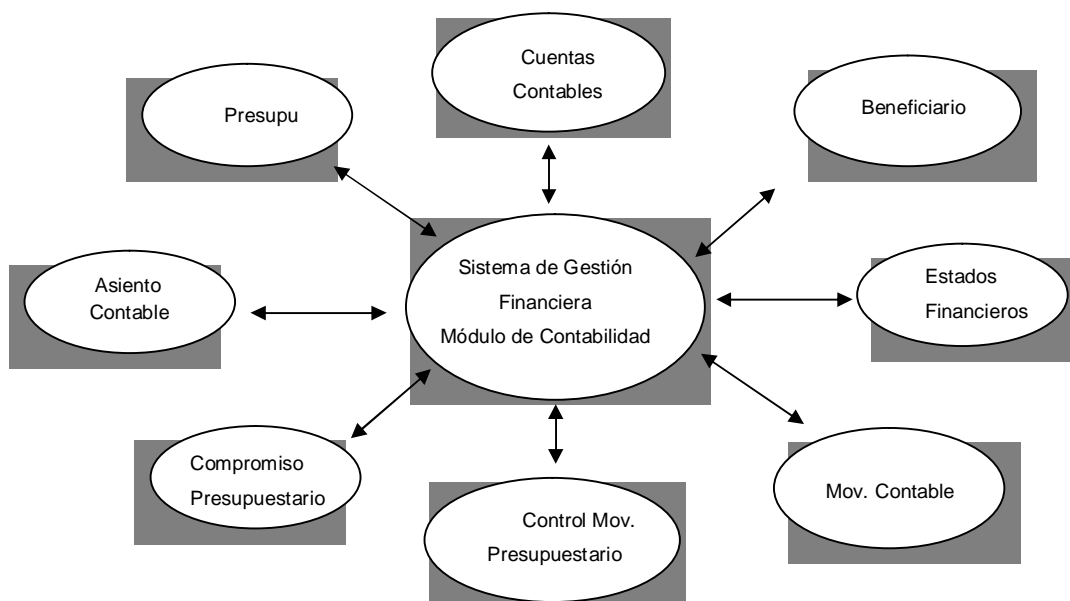 Cuentas
Contables
Presupu
Beneficiario
Asiento
Contable
Sistema de Gestión
Financiera
Módulo de Contabilidad
Estados
Financieros
Compromiso
Presupuestario
Control Mov.
Presupuestario
Mov. Contable